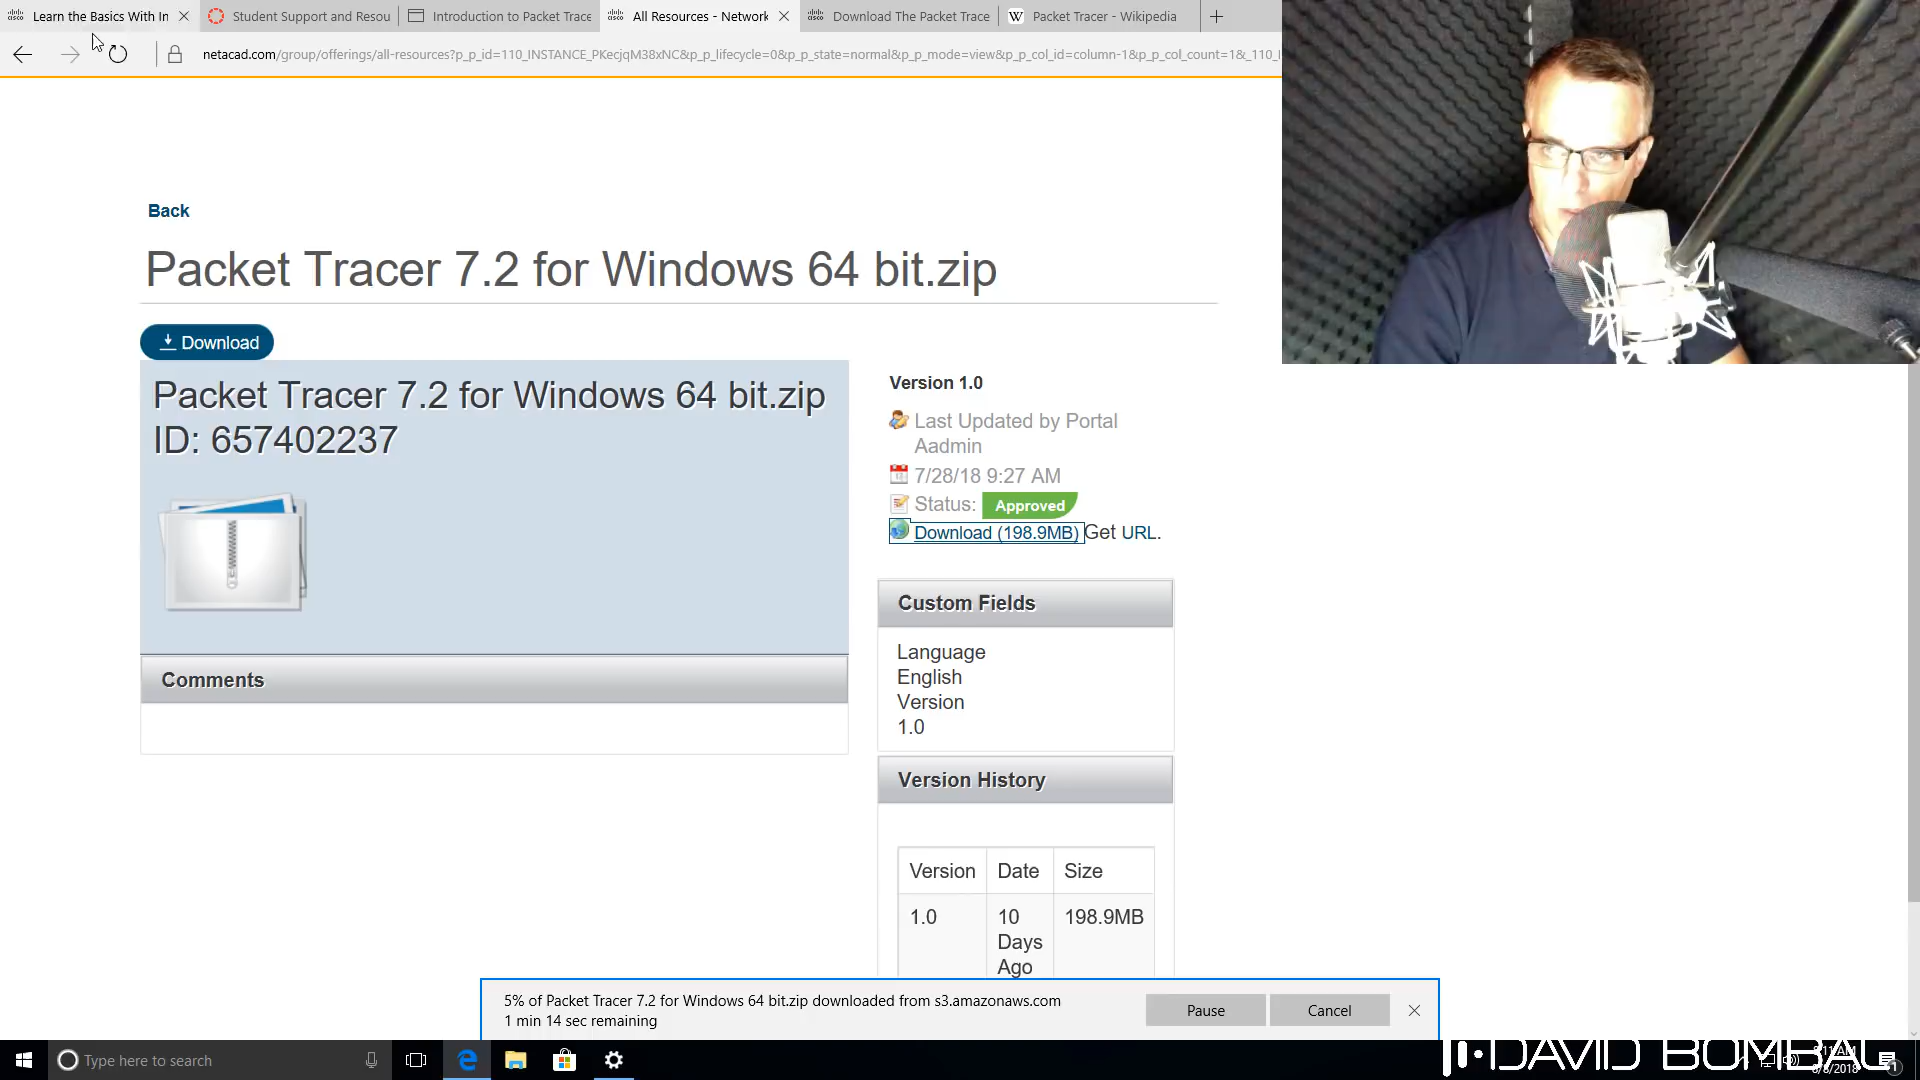 Learn the Basics With In
Student Support and Resou
Introduction to Packet Trace
All Resources - Network
Download The Packet Trace
W Packet Tracer - Wikipedia
netacad.com/group/offerings/all-resources?p_p_id=110_INSTANCE_PKecjqM38xNC&p_p_lifecycle=0&p_p_state=normal&p_p_mode=view&p_p_col_id=column-1&p_p_col_count=1&_110_
Back
Packet Tracer 7.2 for Windows 64 bit.zip
Download
Packet Tracer 7.2 for Windows 64 bit.zip
ID: 657402237
Comments
Version 1.0
Last Updated by Portal
Aadmin
7/28/18 9:27 AM
Status: Approved
Download (198.9MB) Get URL.
Custom Fields
Language
English
Version
1.0
Version History
Version Date Size
1.0 10 198.9MB
Days
Ago
5% of Packet Tracer 7.2 for Windows 64 bit.zip downloaded from s3.amazonaws.com
1 min 14 sec remaining
Pause
Cancel
Type here to search
DAVID BOMBAL
8/8/2018
1